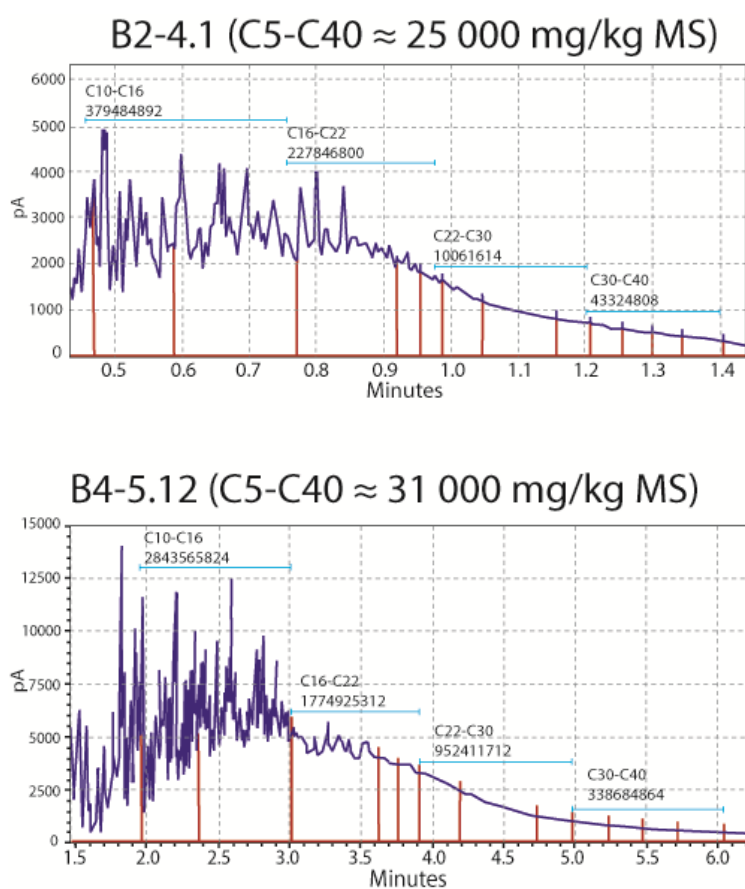 B2-4.1 (C5-C40 ≈ 25 000 mg/kg MS)
6000
5000
4000
3000
2000
1000
0
pA
C10-C16
379484892
C16-C22
227846800
C22-C30
10061614
C30-C40
43324808
0.5 0.6 0.7 0.8 0.9 1.0 1.1 1.2 1.3 1.4
Minutes
B4-5.12 (C5-C40 ≈ 31 000 mg/kg MS)
15000
12500
10000
7500
5000
2500
0
pA
C10-C16
2843565824
C16-C22
1774925312
C22-C30
952411712
C30-C40
338684864
1.5 2.0 2.5 3.0 3.5 4.0 4.5 5.0 5.5 6.0
Minutes